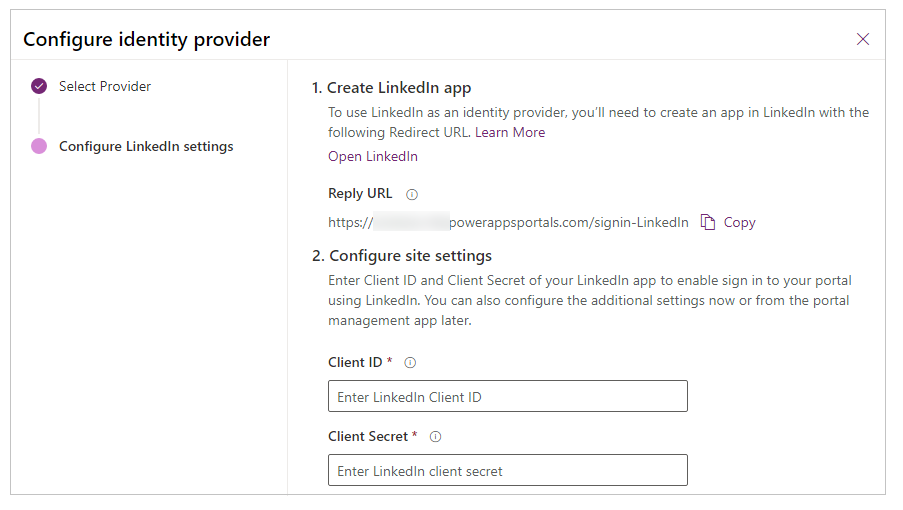 Configure identity provider
Select Provider
Configure LinkedIn settings
1. Create LinkedIn app
To use LinkedIn as an identity provider, you'll need to create an app in LinkedIn with the
following Redirect URL. Learn More
Open LinkedIn
Reply URL
https:// powerappsportals.com/signin-LinkedIn Copy
2. Configure site settings
Enter Client ID and Client Secret of your LinkedIn app to enable sign in to your portal
using LinkedIn. You can also configure the additional settings now or from the portal
management app later.
Client ID *
Enter LinkedIn Client ID
Client Secret *
Enter LinkedIn client secret